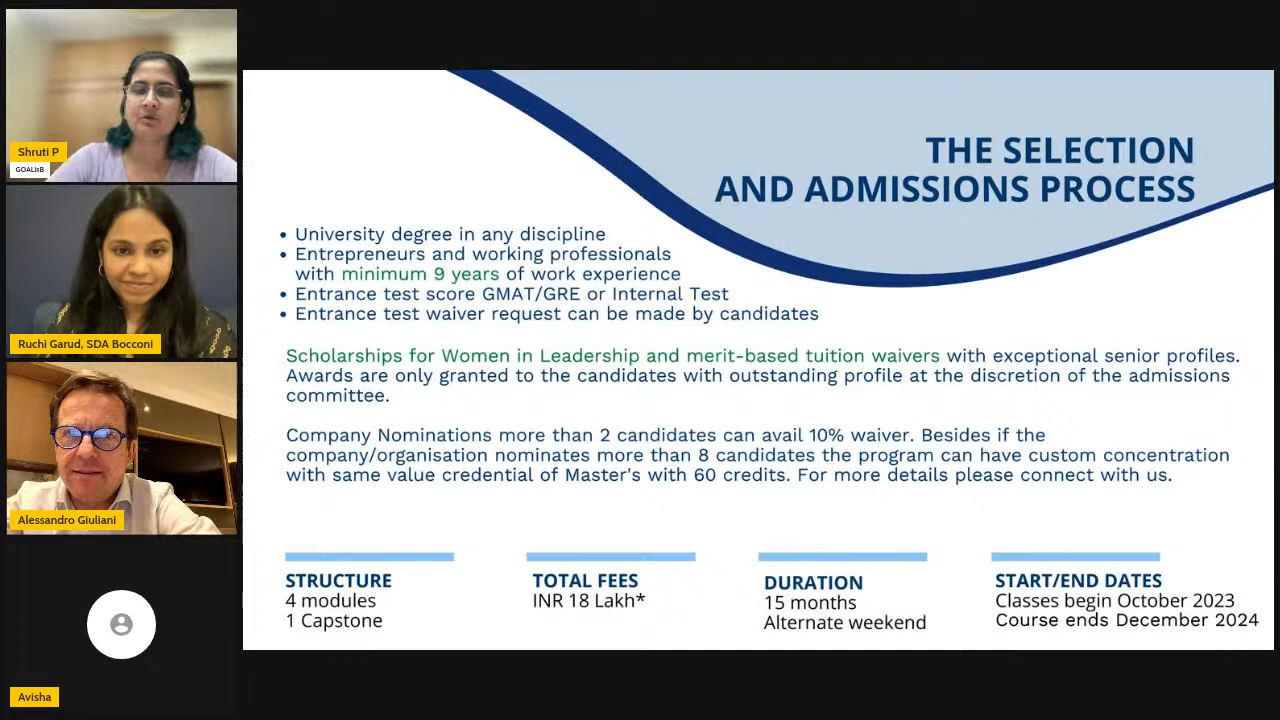 Shruti P
GOALisB
Ruchi Garud, SDA Bocconi
Alessandro Giuliani
Avisha
THE SELECTION
AND ADMISSIONS PROCESS
• University degree in any discipline
• Entrepreneurs and working professionals
with minimum 9 years of work experience
• Entrance test score GMAT/GRE or Internal Test
• Entrance test waiver request can be made by candidates
Scholarships for Women in Leadership and merit-based tuition waivers with exceptional senior profiles.
Awards are only granted to the candidates with outstanding profile at the discretion of the admissions
committee.
Company Nominations more than 2 candidates can avail 10% waiver. Besides if the
company/organisation nominates more than 8 candidates the program can have custom concentration
with same value credential of Master's with 60 credits. For more details please connect with us.
STRUCTURE
4 modules
1 Capstone
TOTAL FEES
INR 18 Lakh*
DURATION
15 months
Alternate weekend
START/END DATES
Classes begin October 2023
Course ends December 2024